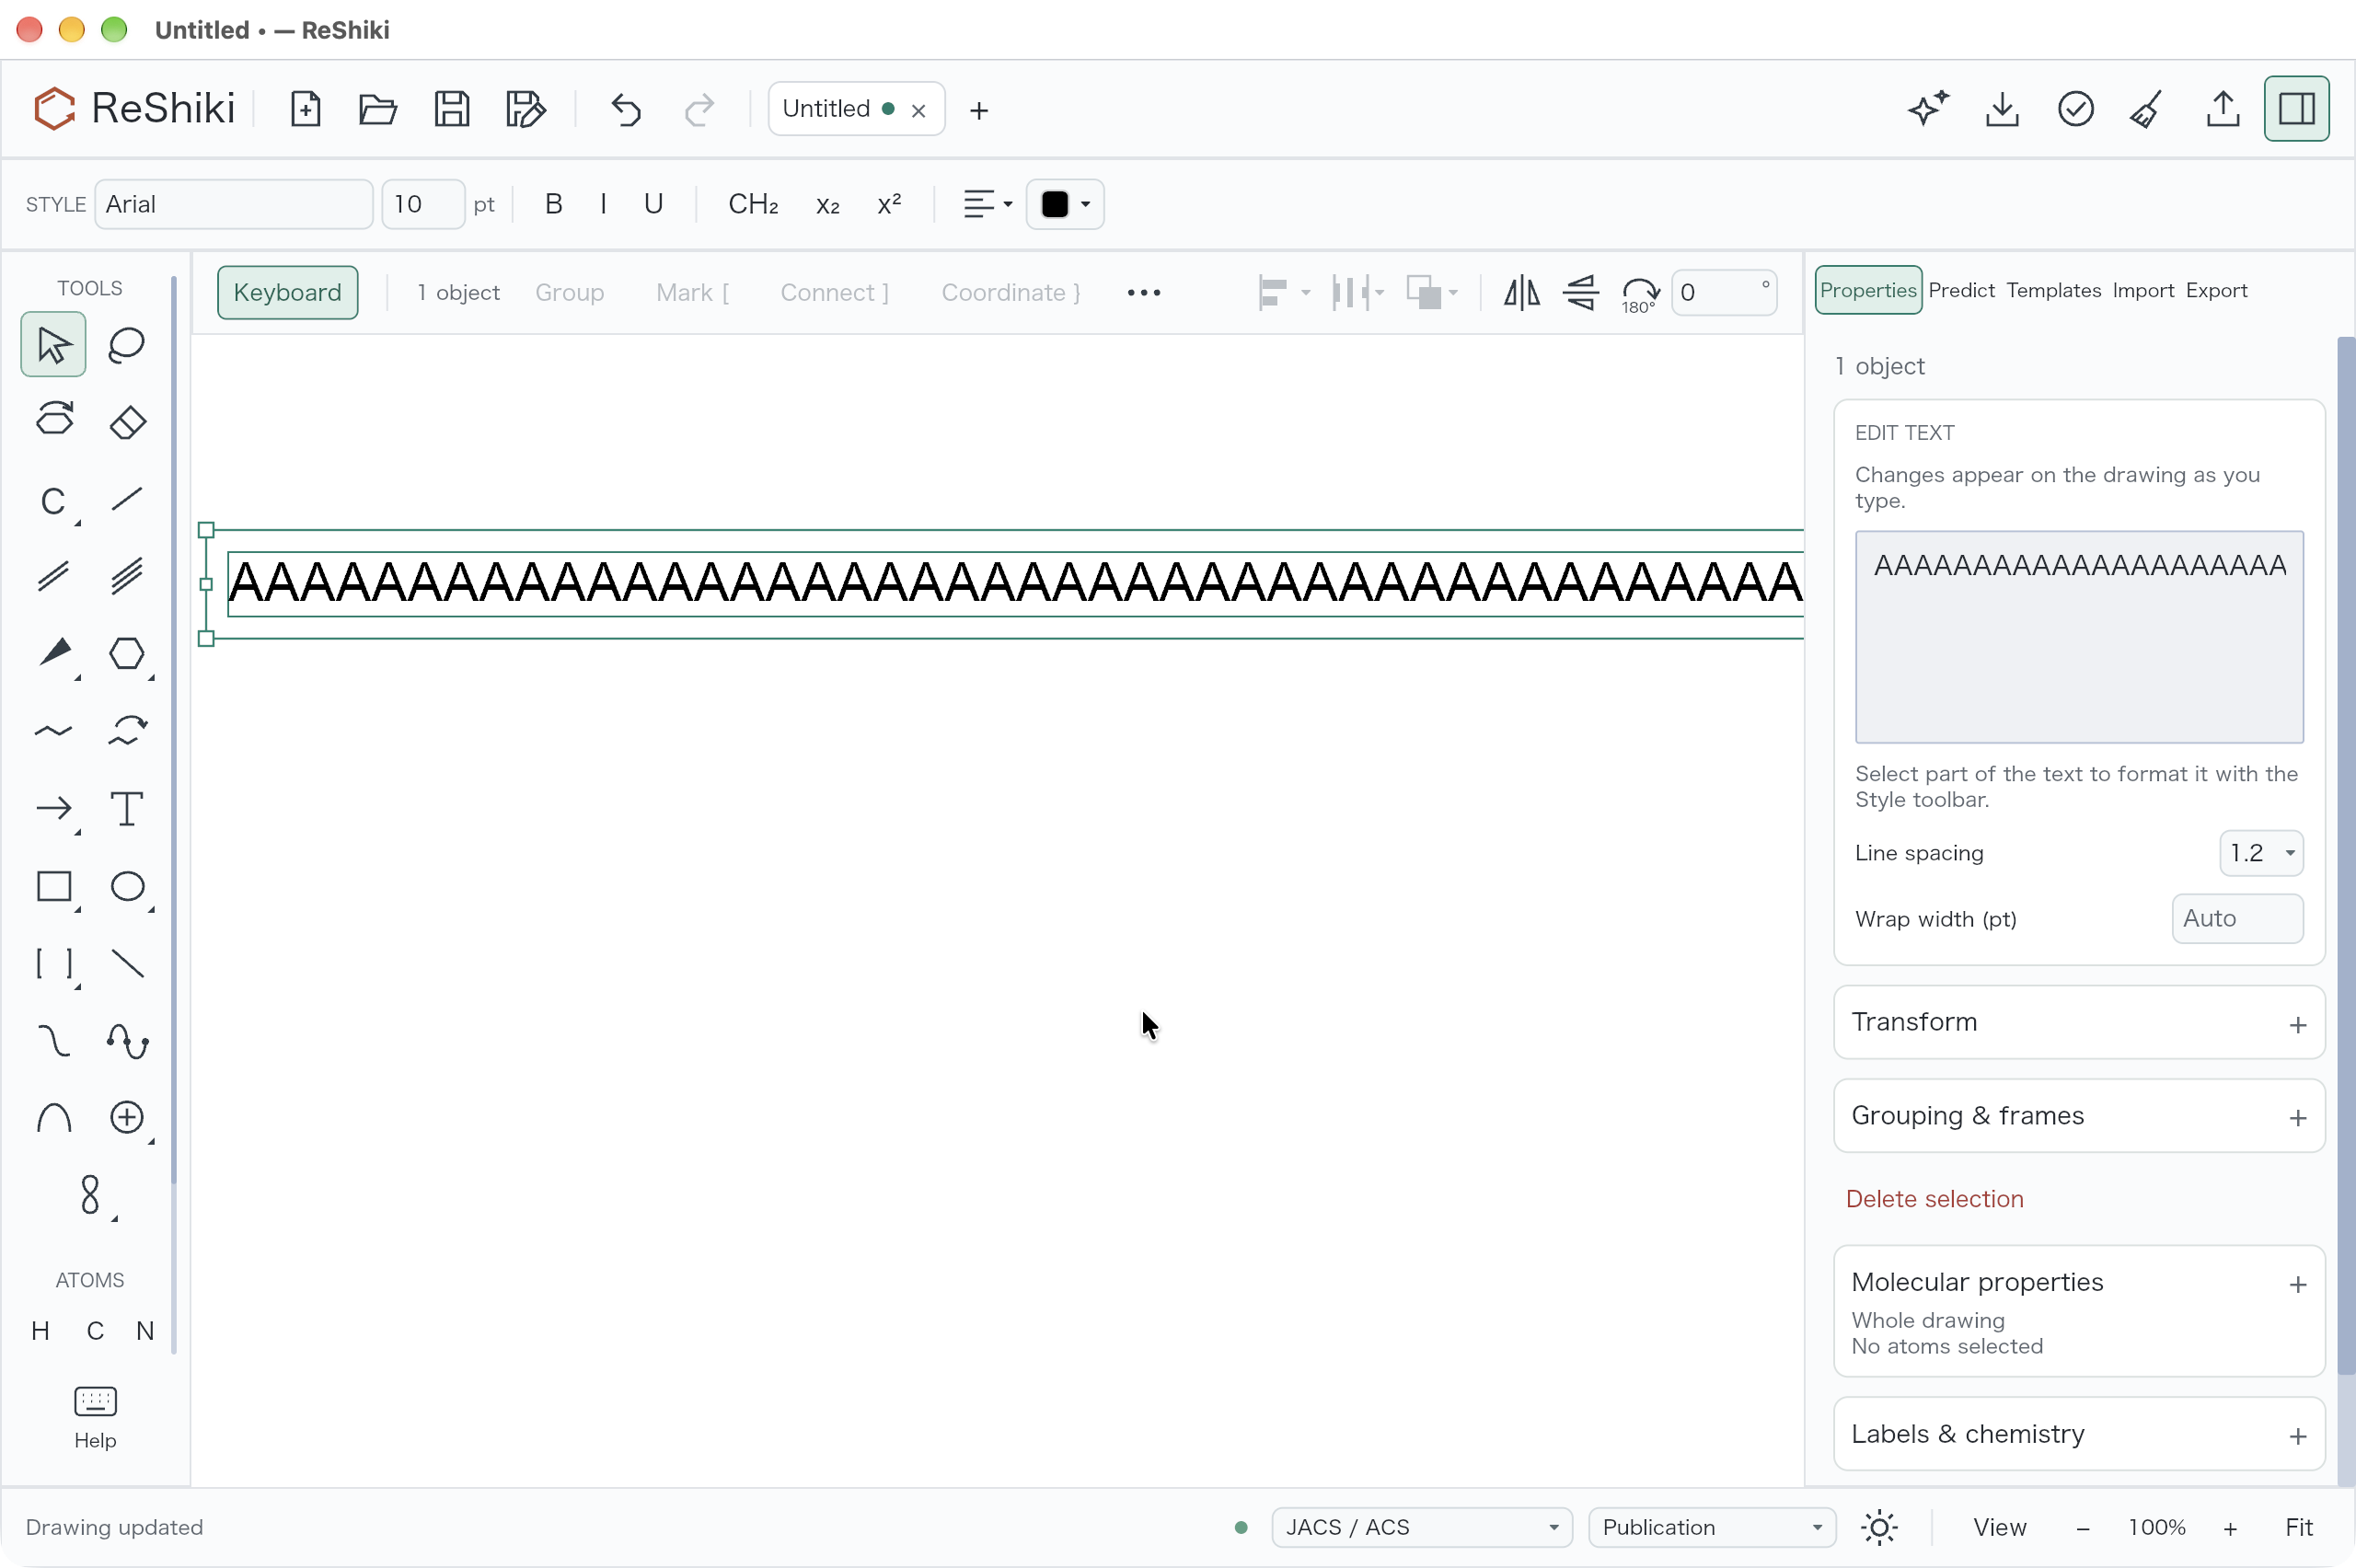 Untitled • — ReShiki
ReShiki
Untitled
STYLE Arial 10 pt B I U CH₂ x₂ x²
TOOLS
Keyboard 1 object Group Mark [ Connect ] Coordinate } ••• 180° 0 °
Properties Predict Templates Import Export
1 object
EDIT TEXT
Changes appear on the drawing as you
type.
AAAAAAAAAAAAAAAAAAAAA
Select part of the text to format it with the
Style toolbar.
Line spacing 1.2
Wrap width (pt) Auto
Transform +
Grouping & frames +
Delete selection
Molecular properties +
Whole drawing
No atoms selected
Labels & chemistry +
AAAAAAAAAAAAAAAAAAAAAAAAAAAAAAAAAAAAAAAAAAAA
C
T
[ ]
ATOMS
H C N
Help
Drawing updated
JACS / ACS Publication View − 100% + Fit